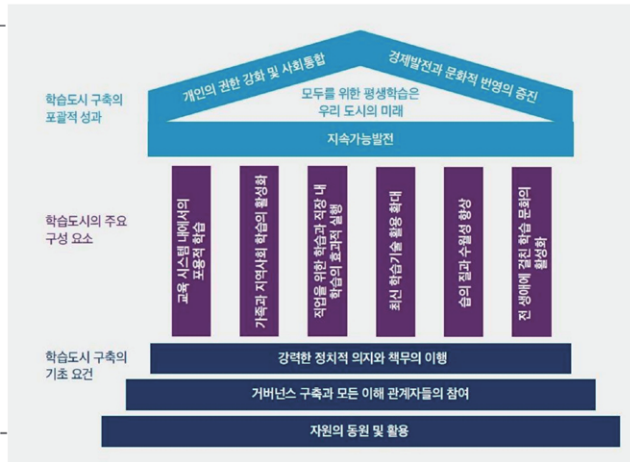 학습도시 구축의
포괄적 성과
개인의 권한 강화 및 사회통합
경제발전과 문화적 번영의 증진
모두를 위한 평생학습은
우리 도시의 미래
지속가능발전
학습도시의 주요
구성 요소
교육 시스템 내에서의
포용적 학습
가족과 지역사회 학습의 활성화
직업을 위한 학습과 직장 내
학습의 효과적 실행
최신 학습기술 활용 확대
습의 질과 수월성 향상
전 생애에 걸친 학습 문화의
활성화
학습도시 구축의
기초 요건
강력한 정치적 의지와 책무의 이행
거버넌스 구축과 모든 이해 관계자들의 참여
자원의 동원 및 활용